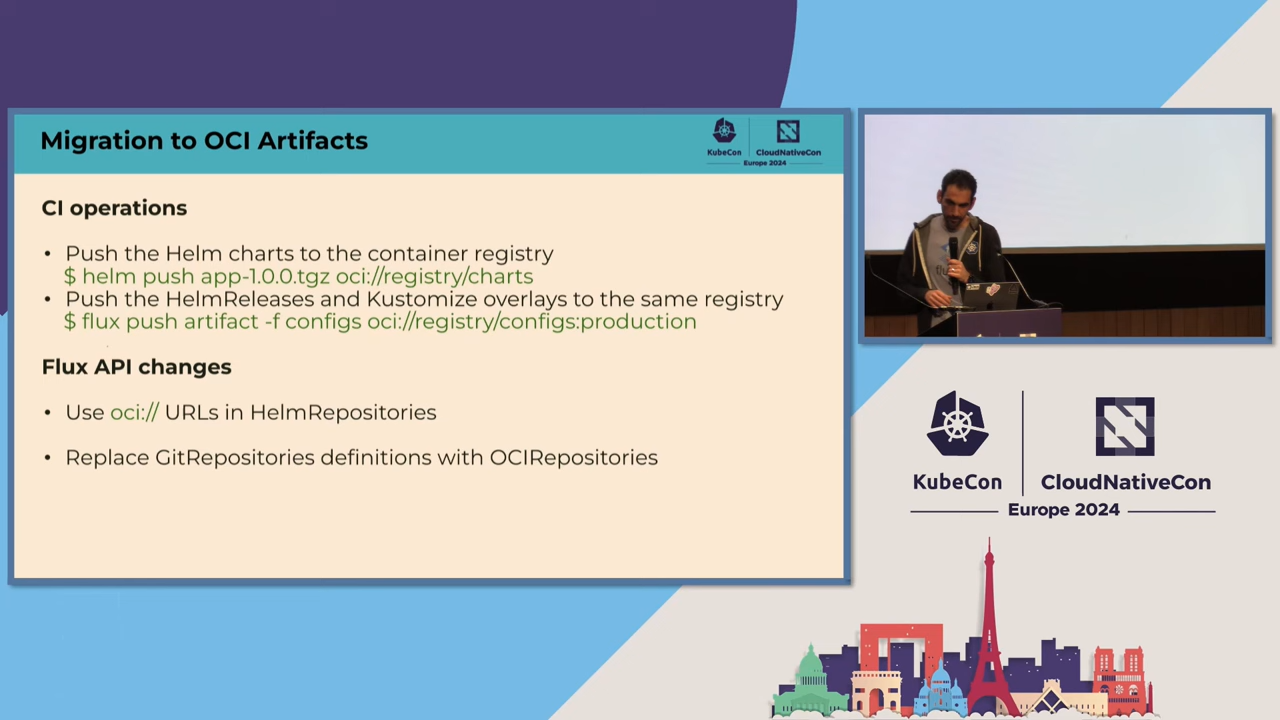 Migration to OCI Artifacts
KubeCon
CloudNativeCon
Europe 2024
CI operations
• Push the Helm charts to the container registry
$ helm push app-1.0.0.tgz oci://registry/charts
• Push the HelmReleases and Kustomize overlays to the same registry
$ flux push artifact -f configs oci://registry/configs:production
Flux API changes
• Use oci:// URLs in HelmRepositories
• Replace GitRepositories definitions with OCIRepositories
KubeCon
CloudNativeCon
Europe 2024